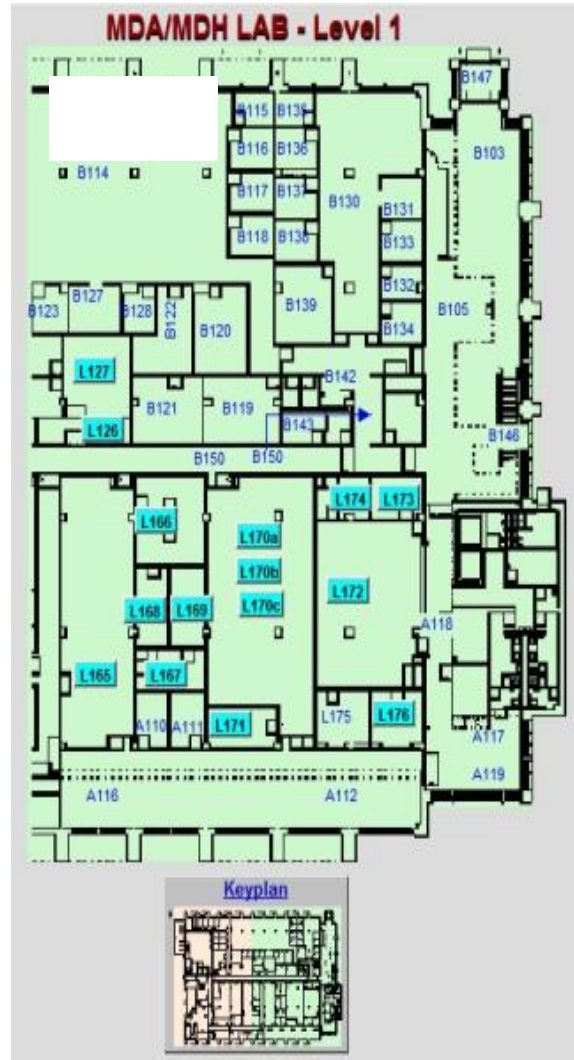 MDA/MDH LAB - Level 1
B147
B115 B135
B103
B116 B136
B114
B117 B137 B130 B131
B118 B138 B133
B132
B123 B127 B128 B122 B120 B139 B105
B134
L127
B142
B121 B119
L126 B143
B146
B150 B150
L174 L173
L166
L170a
L170b
L172
L168 L169 L170c
A118
L165 L167
A110 A111 L171 L175 L176
A117
A119
A116 A112
Keyplan